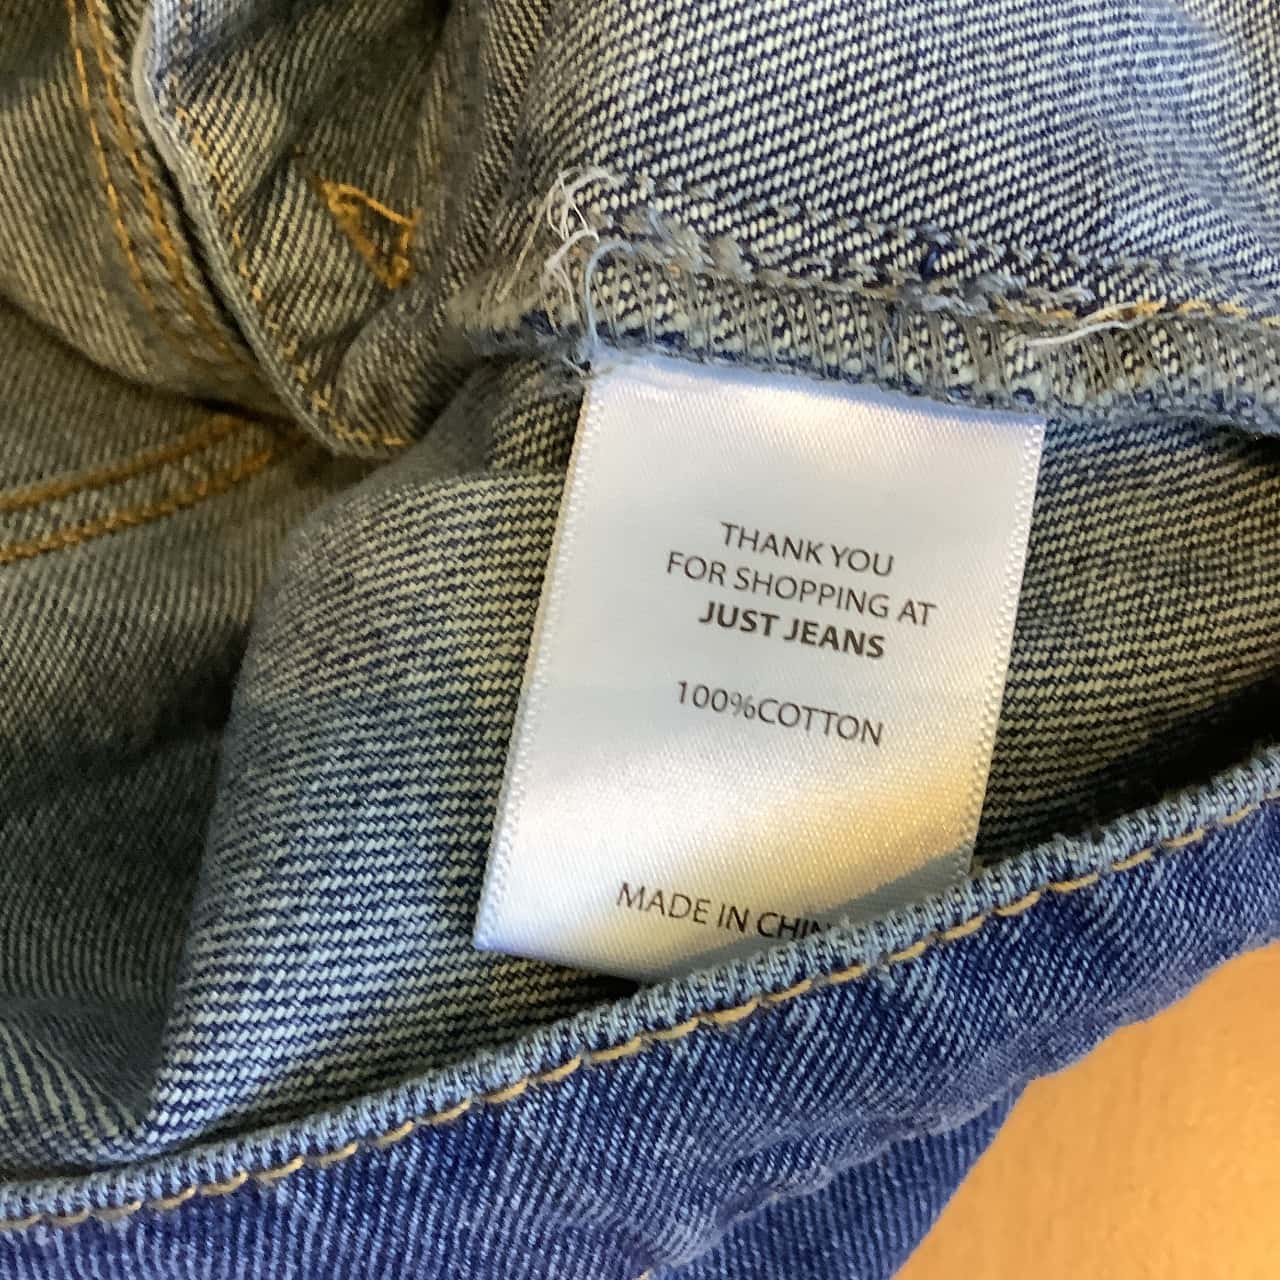 THANK YOU
FOR SHOPPING AT
JUST JEANS
100%COTTON
MADE IN